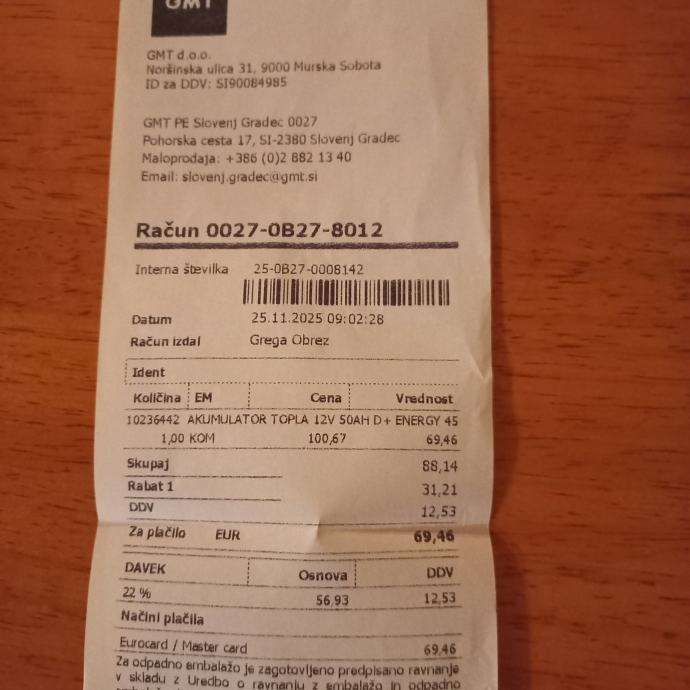 GMT
GMT d.o.o.
Noršinska ulica 31, 9000 Murska Sobota
ID za DDV: SI90084985
GMT PE Slovenj Gradec 0027
Pohorska cesta 17, SI-2380 Slovenj Gradec
Maloprodaja: +386 (0)2 882 13 40
Email: slovenj.gradec@gmt.si
Račun 0027-0B27-8012
Interna številka 25-0B27-0008142
Datum 25.11.2025 09:02:28
Račun izdal Grega Obrez
Ident
Količina EM Cena Vrednost
10236442 AKUMULATOR TOPLA 12V 50AH D+ ENERGY 45
1,00 KOM 100,67 69,46
Skupaj 88,14
Rabat 1 31,21
DDV 12,53
Za plačilo EUR 69,46
DAVEK Osnova DDV
22 % 56,93 12,53
Načini plačila
Eurocard / Master card 69,46
Za odpadno embalažo je zagotovljeno predpisano ravnanje
v skladu z Uredbo o ravnanju z embalažo in odpadno